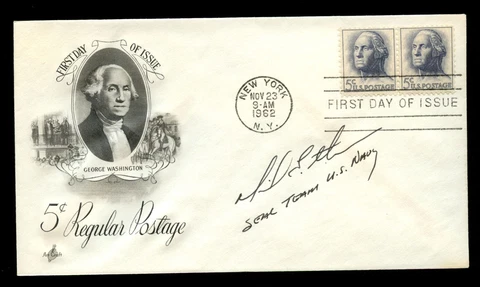 FIRST DAY OF ISSUE
GEORGE WASHINGTON
5¢ Regular Postage
5¢ U.S. POSTAGE
5¢ U.S. POSTAGE
NEW YORK
NOV 23
9-AM
1962
N.Y.
FIRST DAY OF ISSUE
SEAL TEAM U.S. NAVY